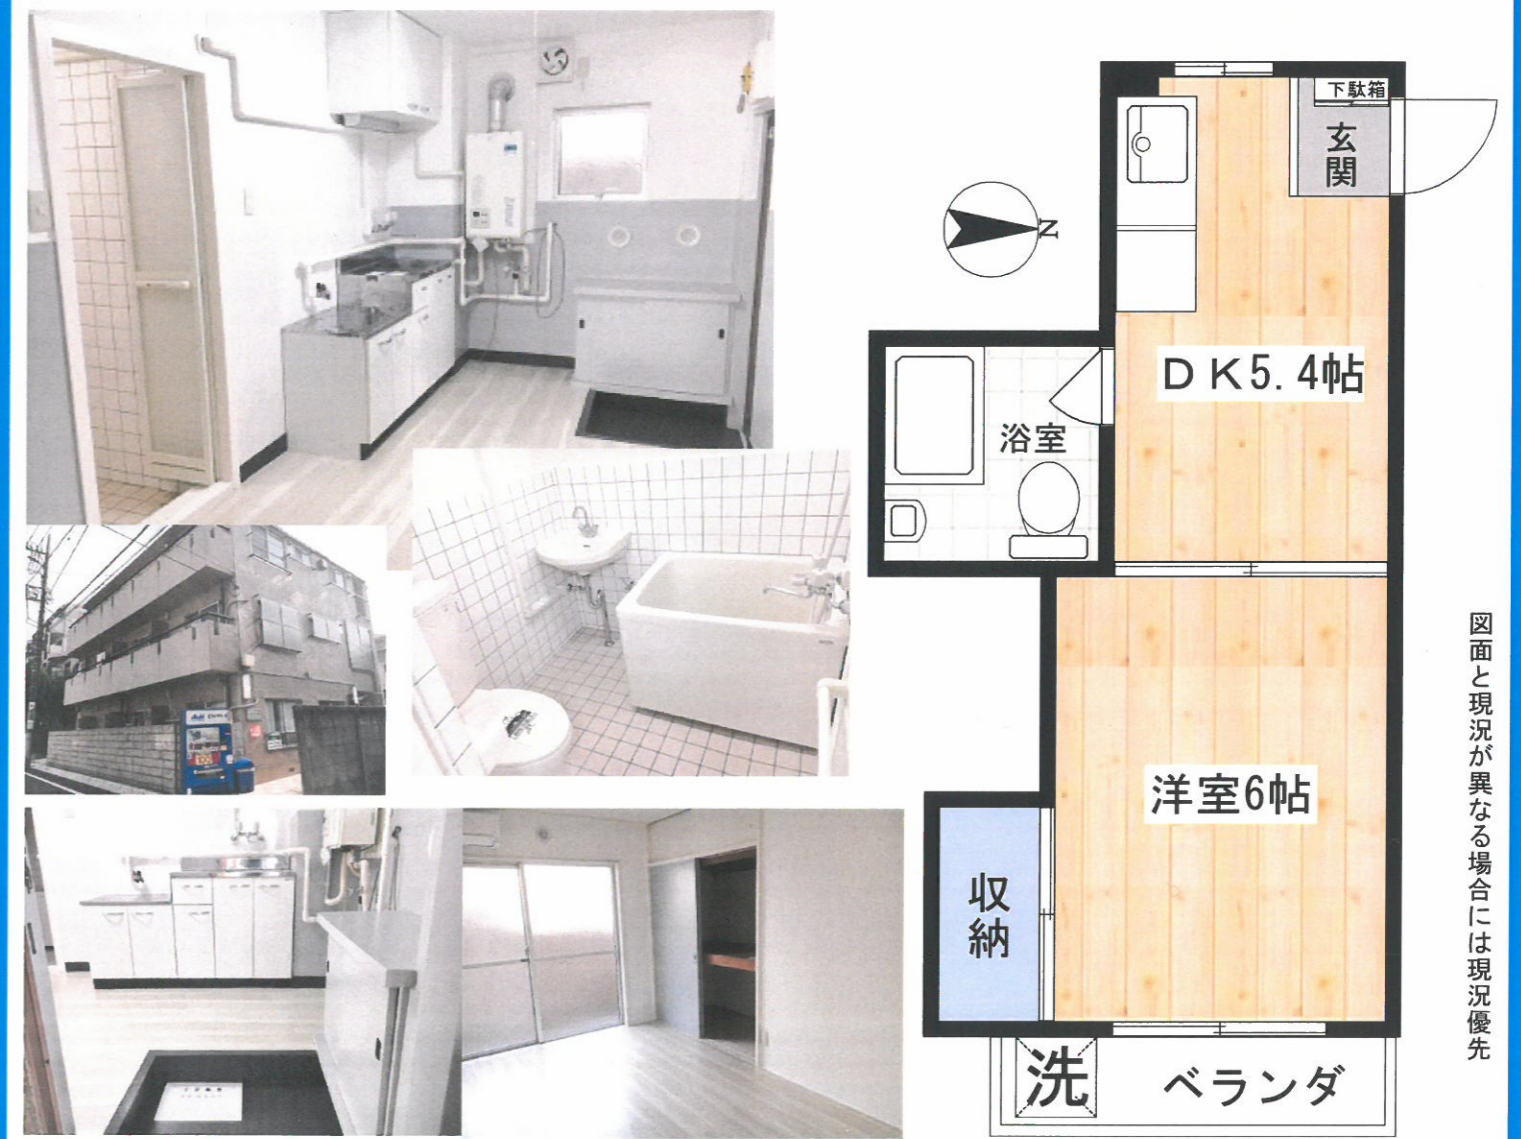 下駄箱
玄関
N
DK5.4帖
浴室
洋室6帖
収納
洗
ベランダ
図面と現況が異なる場合には現況優先